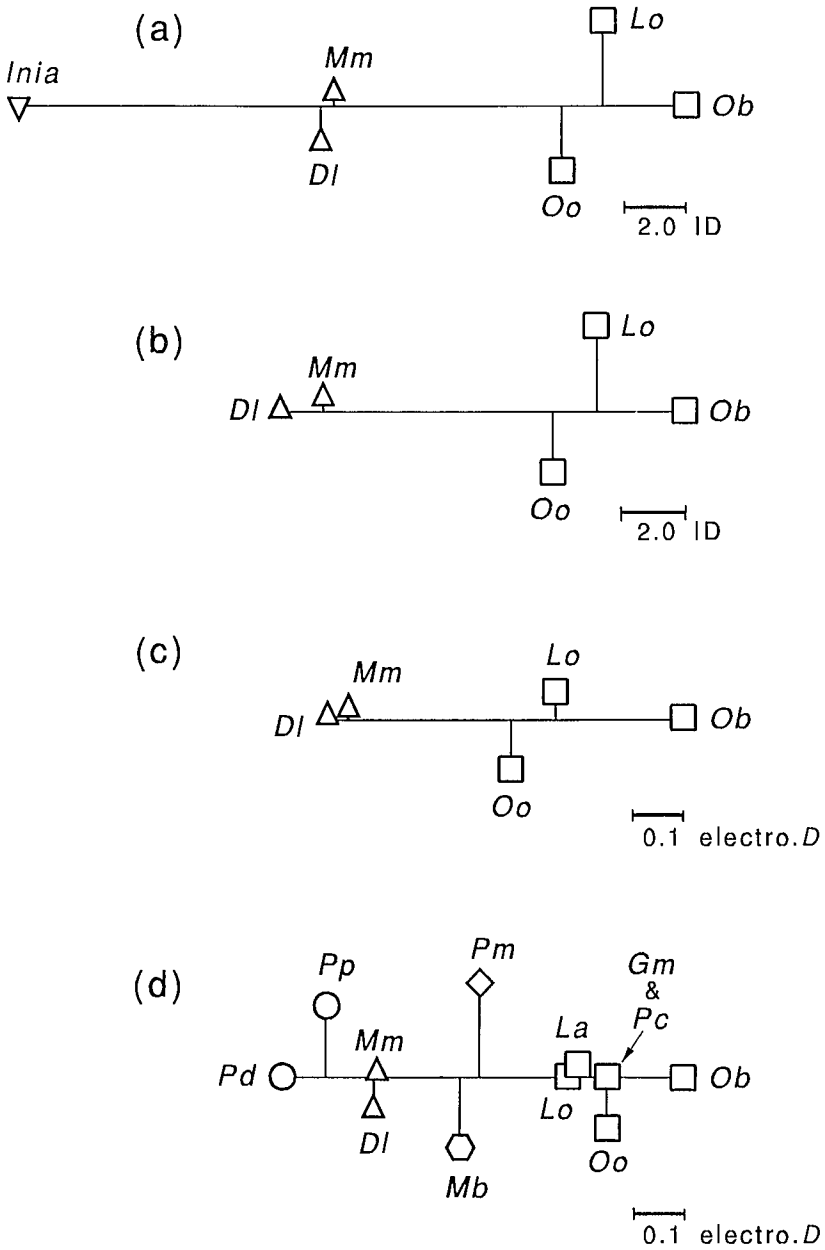 (a)
Inia
Mm
Dl
Lo
Ob
Oo
2.0 ID
(b)
Dl
Mm
Lo
Ob
Oo
2.0 ID
(c)
Dl
Mm
Lo
Ob
Oo
0.1 electro.D
(d)
Pd
Pp
Mm
Dl
Pm
Mb
La
Lo
Gm
&
Pc
Ob
Oo
0.1 electro.D